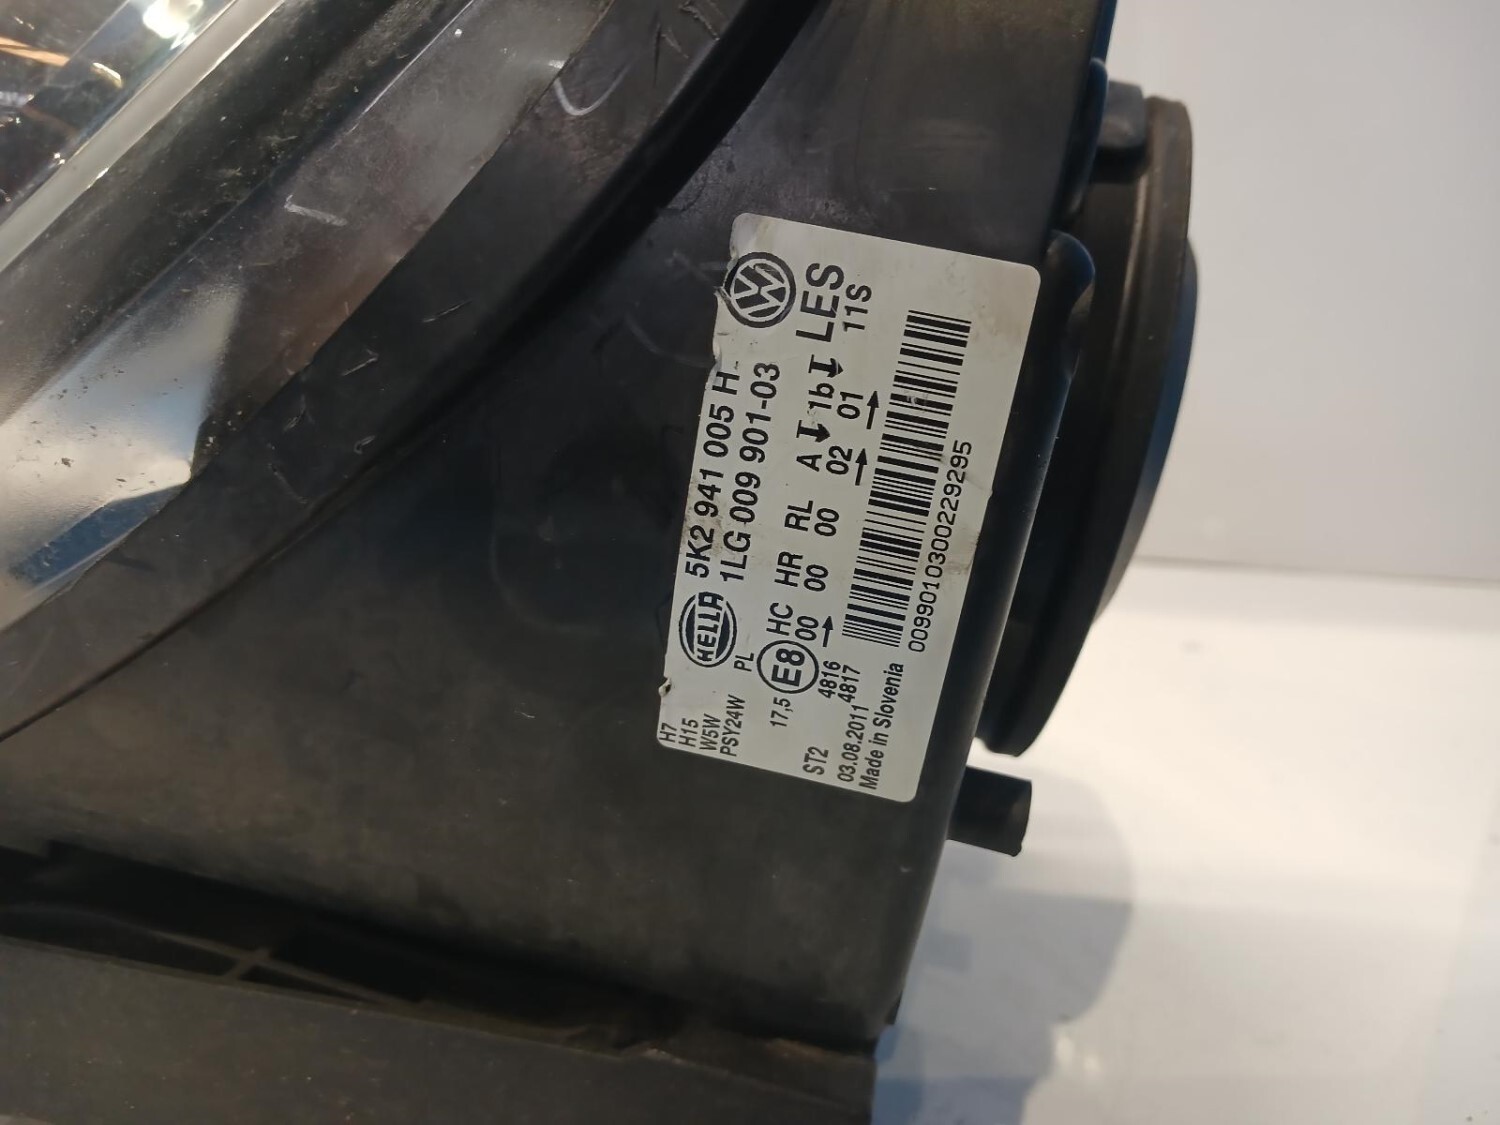 5K2 941 005 H
1LG 009 901-03
HELLA
LES
11S
H7
H15
W5W
PSY24W
PL
17,5
E8
HC HR RL A 1b
00 00 00 02 01
ST2
4816
03.08.2011 4817
Made in Slovenia
0099010300229295